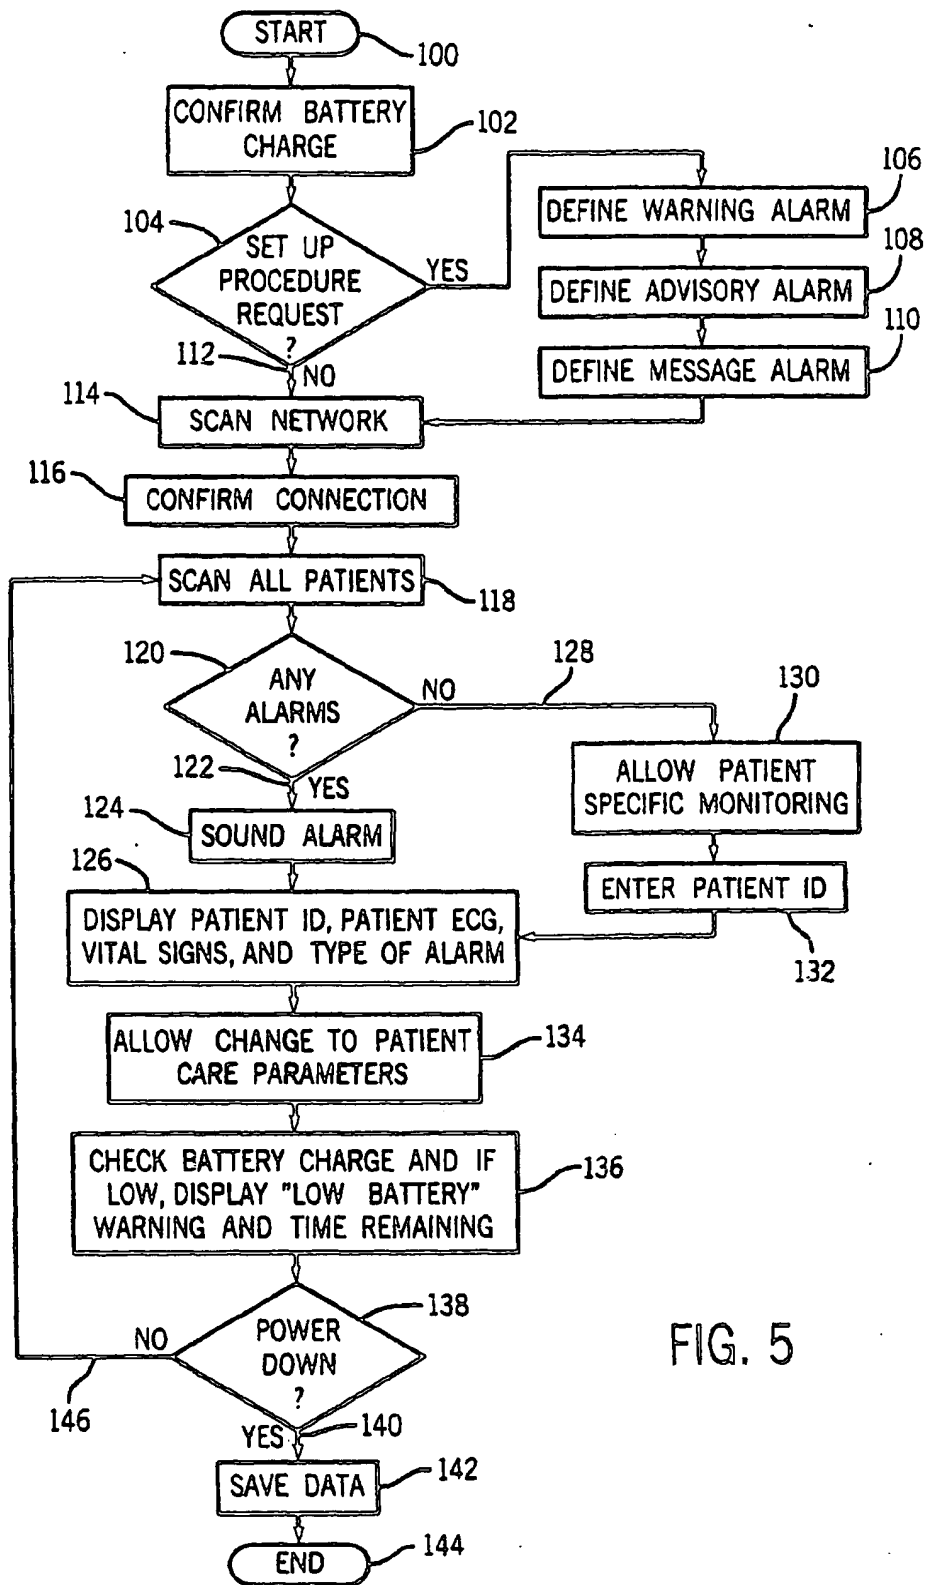 START
100
CONFIRM BATTERY
CHARGE
102
104
SET UP
PROCEDURE
REQUEST
?
YES
106
DEFINE WARNING ALARM
108
DEFINE ADVISORY ALARM
110
DEFINE MESSAGE ALARM
112
NO
114
SCAN NETWORK
116
CONFIRM CONNECTION
SCAN ALL PATIENTS
118
120
ANY
ALARMS
?
NO
128
130
ALLOW PATIENT
SPECIFIC MONITORING
122
YES
124
SOUND ALARM
ENTER PATIENT ID
132
126
DISPLAY PATIENT ID, PATIENT ECG,
VITAL SIGNS, AND TYPE OF ALARM
ALLOW CHANGE TO PATIENT
CARE PARAMETERS
134
CHECK BATTERY CHARGE AND IF
LOW, DISPLAY "LOW BATTERY"
WARNING AND TIME REMAINING
136
138
POWER
DOWN
?
NO
146
YES
140
SAVE DATA
142
END
144
FIG. 5